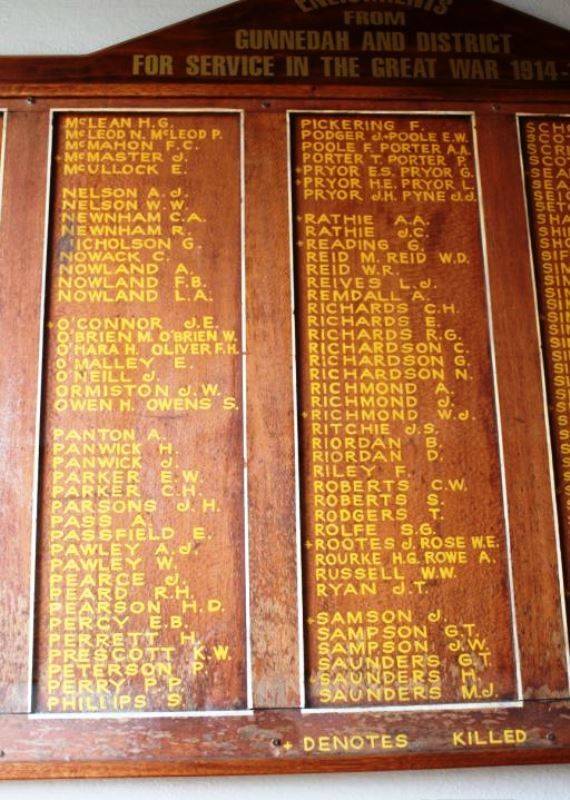 ENLISTMENTS
FROM
GUNNEDAH AND DISTRICT
FOR SERVICE IN THE GREAT WAR 1914-
McLEAN H.G.
McLEOD N. McLEOD P.
McMAHON F.C.
+ McMASTER J.
McULLOCK E.
NELSON A.J.
NELSON W.W.
NEWNHAM C.A.
NEWNHAM R.
NICHOLSON G.
NOWACK C.
NOWLAND A.
NOWLAND F.B.
NOWLAND L.A.
+ O'CONNOR J.E.
O'BRIEN M. O'BRIEN W.
O'HARA H. OLIVER F.H.
O'MALLEY E.
O'NEILL J.
ORMISTON J.W.
OWEN H. OWENS S.
PANTON A.
PANWICK H.
PANWICK J.
PARKER E.W.
PARKER C.H.
PARSONS J.H.
PASS A.
PASSFIELD E.
PAWLEY A.J.
PAWLEY W.
PEARCE J.
PEARD R.H.
PEARSON H.D.
PERCY E.B.
PERRETT H.
PRESCOTT K.W.
PETERSON P.
PERRY P.P.
PHILLIPS S.
PICKERING F.
PODGER J.+POOLE E.W.
POOLE F. PORTER A.A.
PORTER T. PORTER P.
+ PRYOR E.S. PRYOR G.
+ PRYOR H.E. PRYOR L.
PRYOR J.H. PYNE J.J.
+ RATHIE A.A.
RATHIE J.C.
+ READING G.
REID M. REID W.D.
REID W.R.
REIVES L.J.
REMDALL A.
RICHARDS C.H.
RICHARDS E.
RICHARDS R.G.
RICHARDSON C.
RICHARDSON G.
RICHARDSON N.
RICHMOND A.
RICHMOND J.
+ RICHMOND W.J.
RITCHIE J.S.
RIORDAN B.
RIORDAN D.
RILEY F.
ROBERTS C.W.
ROBERTS S.
RODGERS T.
ROLFE S.G.
+ ROOTES J. ROSE W.E.
ROURKE H.G. ROWE A.
RUSSELL W.W.
RYAN J.T.
+ SAMSON J.
SAMPSON G.T.
SAMPSON J.W.
SAUNDERS G.T.
+ SAUNDERS H.
SAUNDERS M.J.
+ DENOTES KILLED